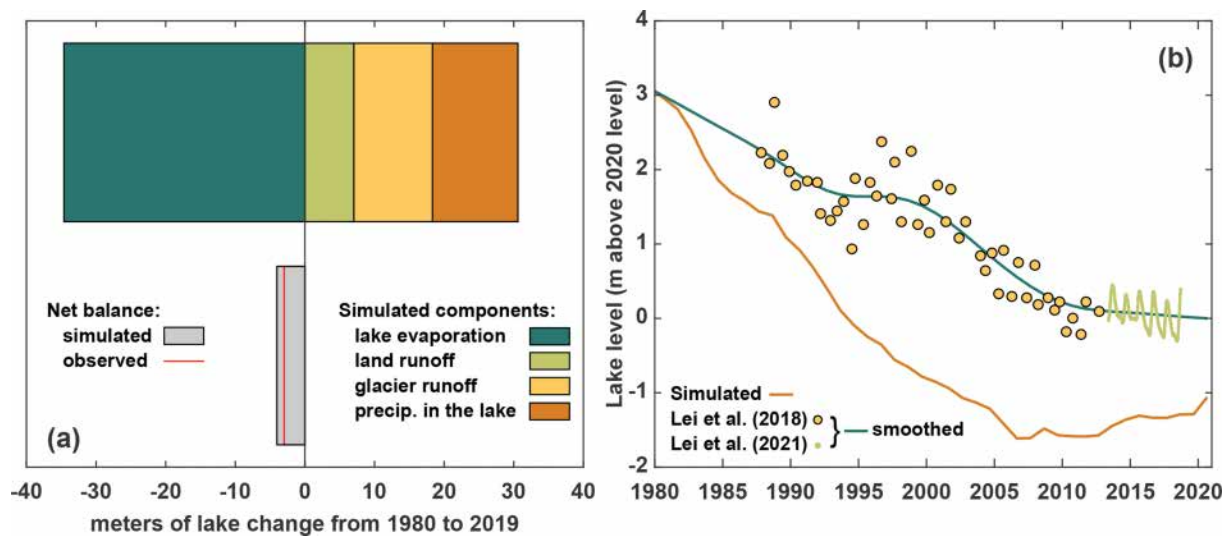 Net balance:
simulated
observed
Simulated components:
lake evaporation
land runoff
glacier runoff
precip. in the lake
(a)
-40 -30 -20 -10 0 10 20 30 40
meters of lake change from 1980 to 2019
(b)
Lake level (m above 2020 level)
4
3
2
1
0
-1
-2
Simulated
Lei et al. (2018)
Lei et al. (2021)
} smoothed
1980 1985 1990 1995 2000 2005 2010 2015 2020